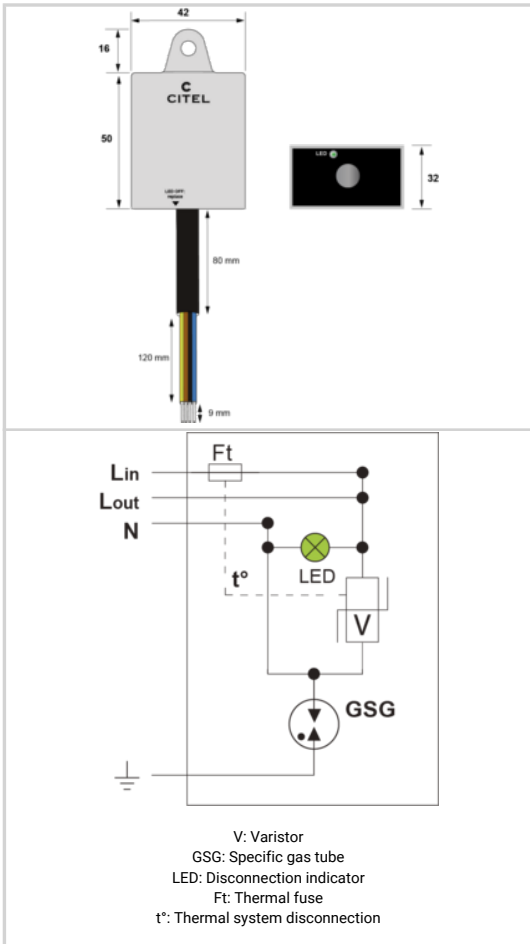 42
16
C
CITEL
50
LED
32
LED OFF:
replace
80 mm
120 mm
9 mm
Ft
Lin
Lout
N
t°
LED
V
GSG
V: Varistor
GSG: Specific gas tube
LED: Disconnection indicator
Ft: Thermal fuse
t°: Thermal system disconnection